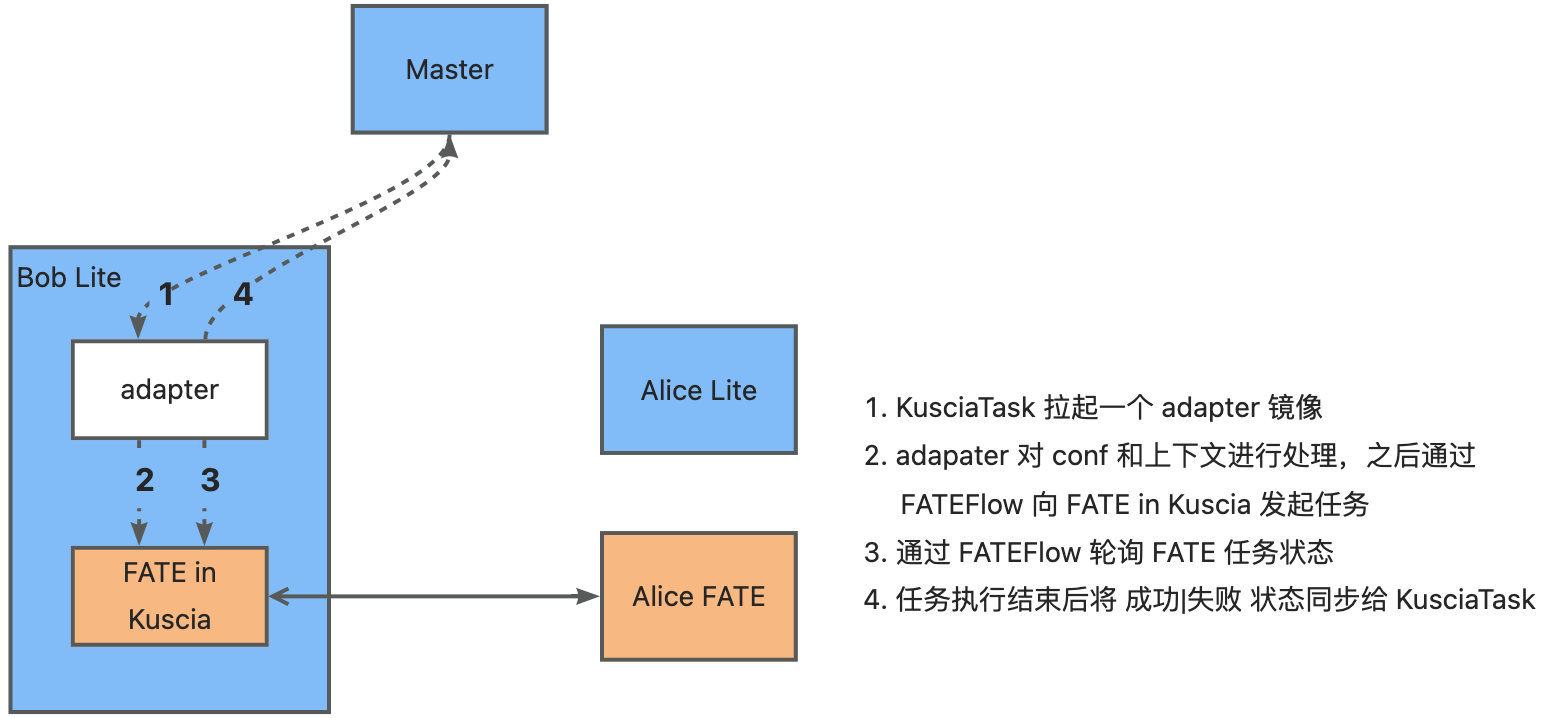 Master
Bob Lite
1
4
adapter
Alice Lite
2
3
FATE in
Kuscia
Alice FATE
1. KusciaTask 拉起一个 adapter 镜像
2. adapater 对 conf 和上下文进行处理，之后通过
FATEFlow 向 FATE in Kuscia 发起任务
3. 通过 FATEFlow 轮询 FATE 任务状态
4. 任务执行结束后将 成功|失败 状态同步给 KusciaTask